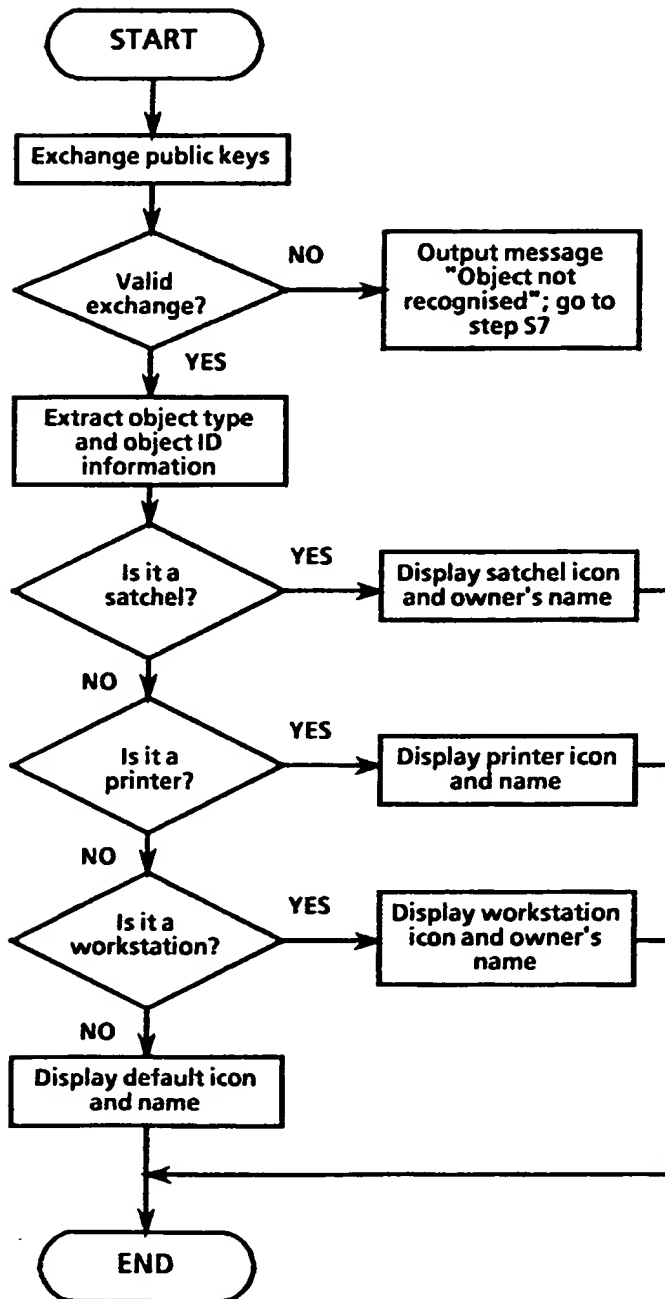 START
Exchange public keys
Valid
exchange?
NO
Output message
"Object not
recognised"; go to
step S7
YES
Extract object type
and object ID
information
Is it a
satchel?
YES
Display satchel icon
and owner's name
NO
Is it a
printer?
YES
Display printer icon
and name
NO
Is it a
workstation?
YES
Display workstation
icon and owner's
name
NO
Display default icon
and name
END